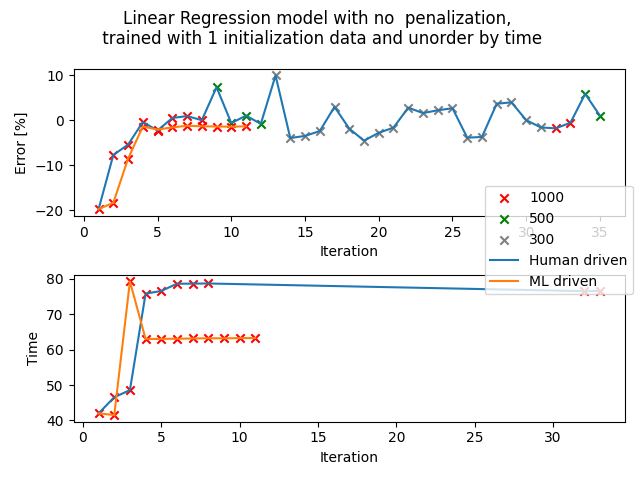 Linear Regression model with no  penalization,
trained with 1 initialization data and unorder by time
10
0
−10
−20
Error [%]
0 5 10 15 20 25 30 35
Iteration
1000
500
300
Human driven
ML driven
80
70
60
50
40
Time
0 5 10 15 20 25 30
Iteration